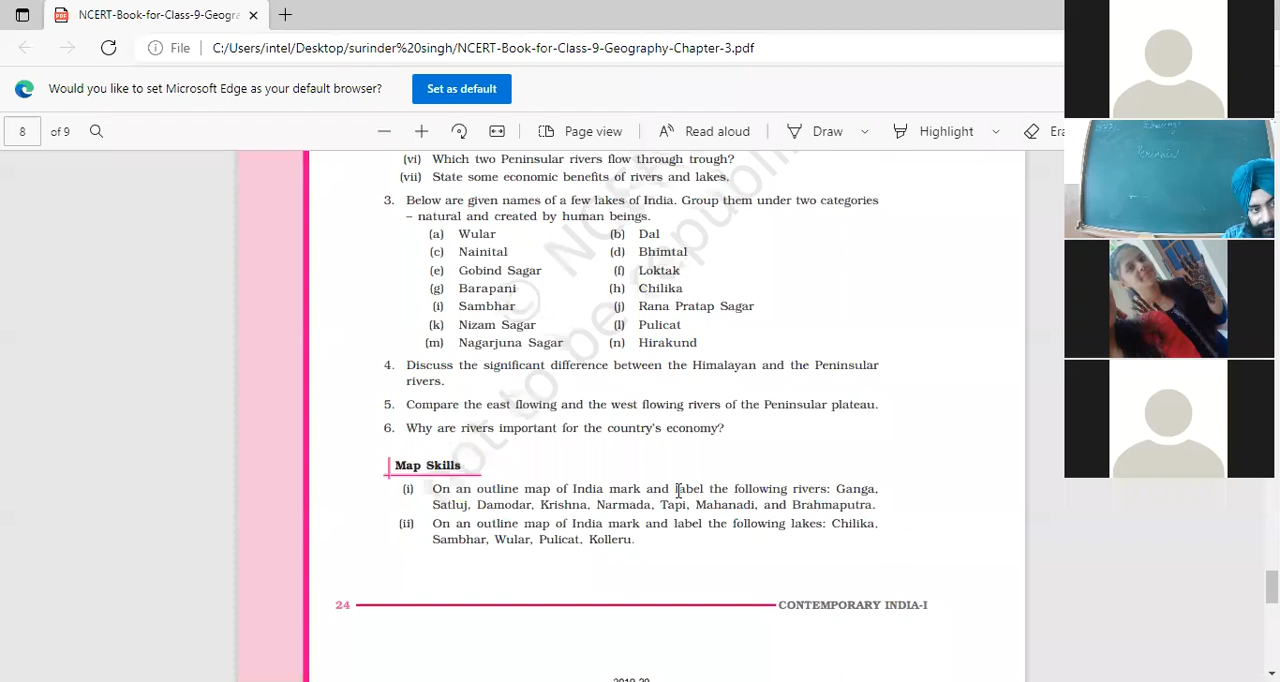 NCERT-Book-for-Class-9-Geogra
File C:/Users/intel/Desktop/surinder%20singh/NCERT-Book-for-Class-9-Geography-Chapter-3.pdf
Would you like to set Microsoft Edge as your default browser? Set as default
8 of 9 Page view Read aloud Draw Highlight Era
(vi) Which two Peninsular rivers flow through trough?
(vii) State some economic benefits of rivers and lakes.
3. Below are given names of a few lakes of India. Group them under two categories
– natural and created by human beings.
(a) Wular (b) Dal
(c) Nainital (d) Bhimtal
(e) Gobind Sagar (f) Loktak
(g) Barapani (h) Chilika
(i) Sambhar (j) Rana Pratap Sagar
(k) Nizam Sagar (l) Pulicat
(m) Nagarjuna Sagar (n) Hirakund
4. Discuss the significant difference between the Himalayan and the Peninsular
rivers.
5. Compare the east flowing and the west flowing rivers of the Peninsular plateau.
6. Why are rivers important for the country's economy?
Map Skills
(i) On an outline map of India mark and label the following rivers: Ganga,
Satluj, Damodar, Krishna, Narmada, Tapi, Mahanadi, and Brahmaputra.
(ii) On an outline map of India mark and label the following lakes: Chilika,
Sambhar, Wular, Pulicat, Kolleru.
24 CONTEMPORARY INDIA-I
2019-20
© NC
not to be republi